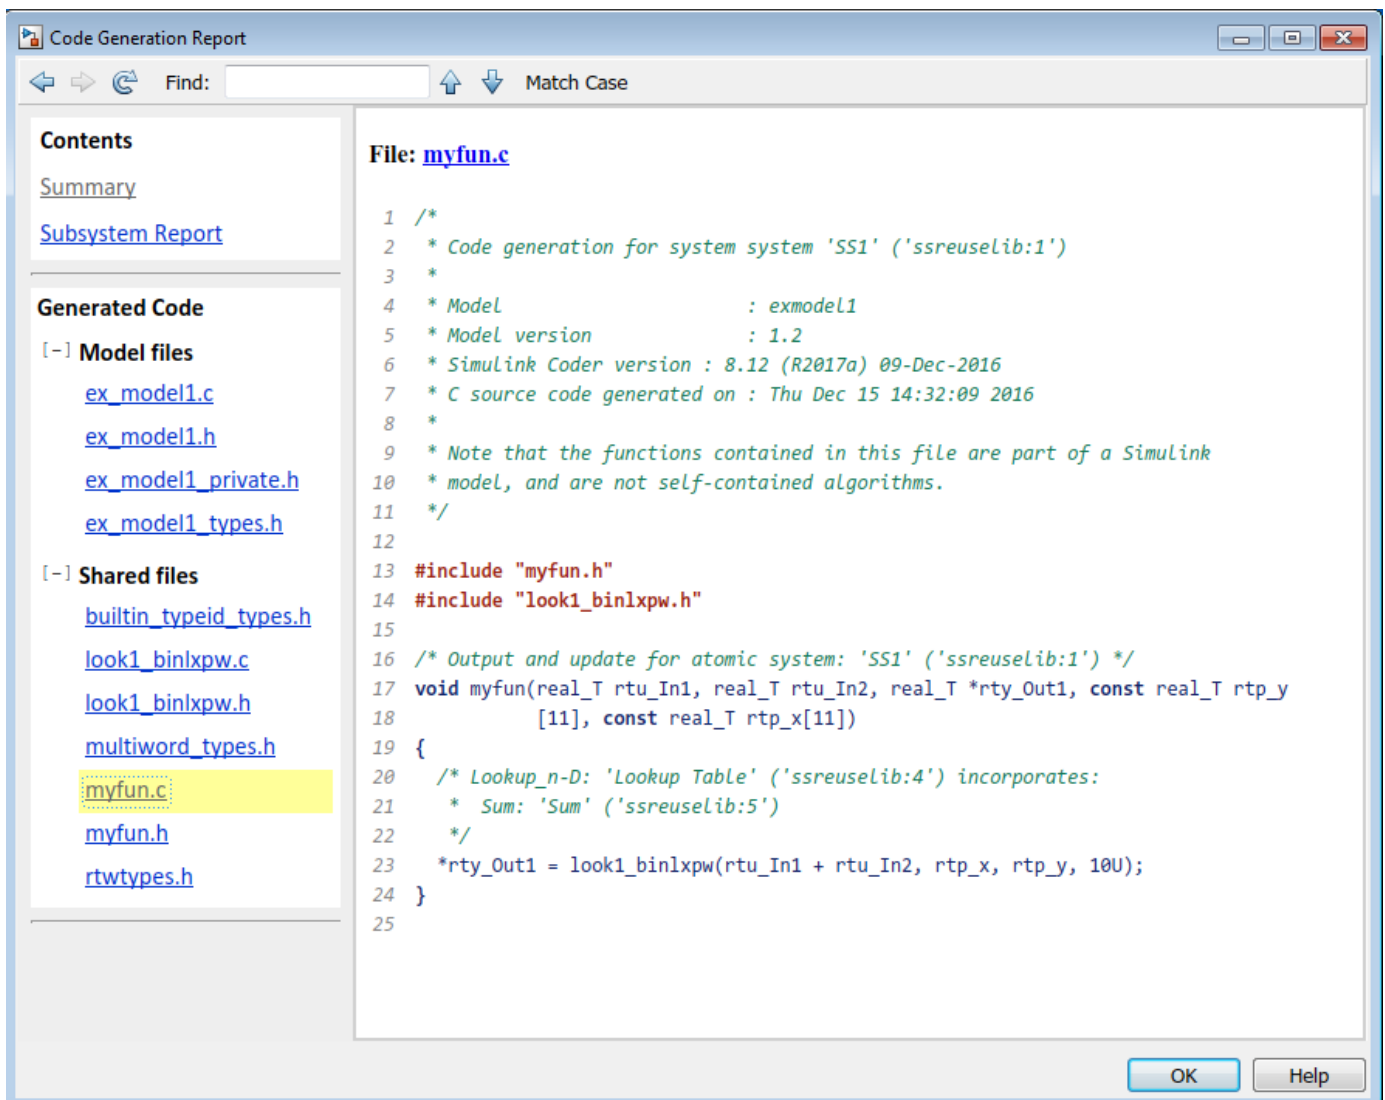 Code Generation Report
Find: Match Case
Contents
Summary
Subsystem Report
Generated Code
[-] Model files
ex_model1.c
ex_model1.h
ex_model1_private.h
ex_model1_types.h
[-] Shared files
builtin_typeid_types.h
look1_binlxpw.c
look1_binlxpw.h
multiword_types.h
myfun.c
myfun.h
rtwtypes.h
File: myfun.c
1 /*
2  * Code generation for system system 'SS1' ('ssreuselib:1')
3  *
4  * Model                      : exmodel1
5  * Model version              : 1.2
6  * Simulink Coder version : 8.12 (R2017a) 09-Dec-2016
7  * C source code generated on : Thu Dec 15 14:32:09 2016
8  *
9  * Note that the functions contained in this file are part of a Simulink
10  * model, and are not self-contained algorithms.
11  */
12
13 #include "myfun.h"
14 #include "look1_binlxpw.h"
15
16 /* Output and update for atomic system: 'SS1' ('ssreuselib:1') */
17 void myfun(real_T rtu_In1, real_T rtu_In2, real_T *rty_Out1, const real_T rtp_y
18            [11], const real_T rtp_x[11])
19 {
20   /* Lookup_n-D: 'Lookup Table' ('ssreuselib:4') incorporates:
21    *  Sum: 'Sum' ('ssreuselib:5')
22    */
23   *rty_Out1 = look1_binlxpw(rtu_In1 + rtu_In2, rtp_x, rtp_y, 10U);
24 }
25
OK Help